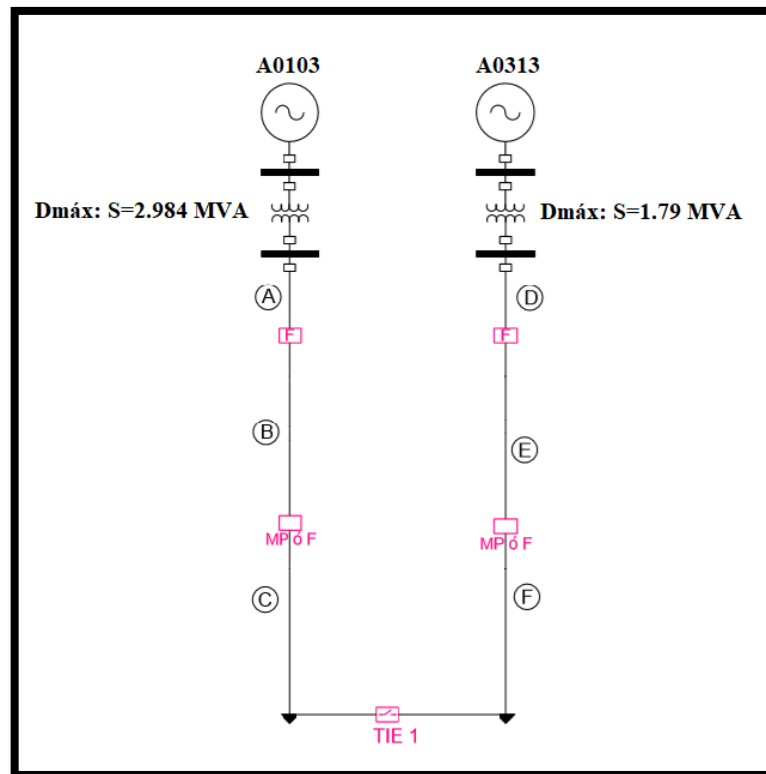 A0103
A0313
Dmáx: S=2.984 MVA
Dmáx: S=1.79 MVA
A
D
F
F
B
E
MP ó F
MP ó F
C
F
TIE 1